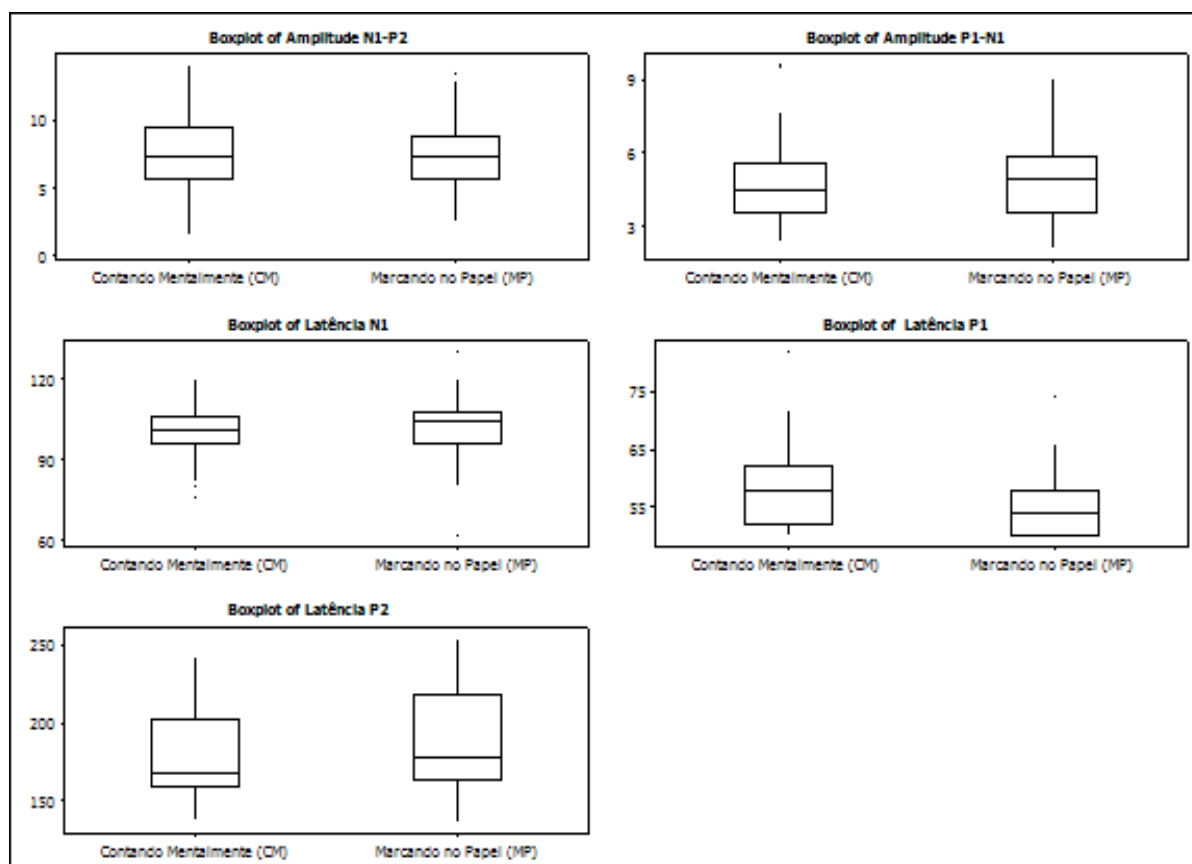 Boxplot of Amplitude N1-P2
10
5
0
Contando Mentalmente (CM)
Marcando no Papel (MP)
Boxplot of Amplitude P1-N1
9
6
3
Contando Mentalmente (CM)
Marcando no Papel (MP)
Boxplot of Latência N1
120
90
60
Contando Mentalmente (CM)
Marcando no Papel (MP)
Boxplot of Latência P1
75
65
55
Contando Mentalmente (CM)
Marcando no Papel (MP)
Boxplot of Latência P2
250
200
150
Contando Mentalmente (CM)
Marcando no Papel (MP)